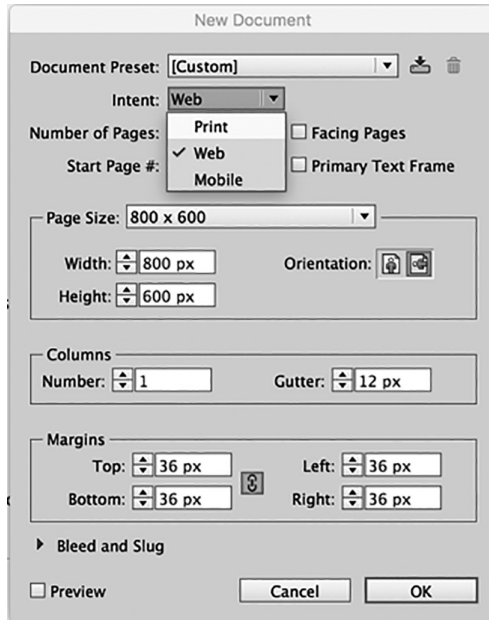 New Document
Document Preset: [Custom]
Intent: Web
Print
Web
Mobile
Number of Pages:
Facing Pages
Start Page #:
Primary Text Frame
Page Size: 800 x 600
Width: 800 px
Orientation:
Height: 600 px
Columns
Number: 1
Gutter: 12 px
Margins
Top: 36 px
Left: 36 px
Bottom: 36 px
Right: 36 px
Bleed and Slug
Preview
Cancel
OK